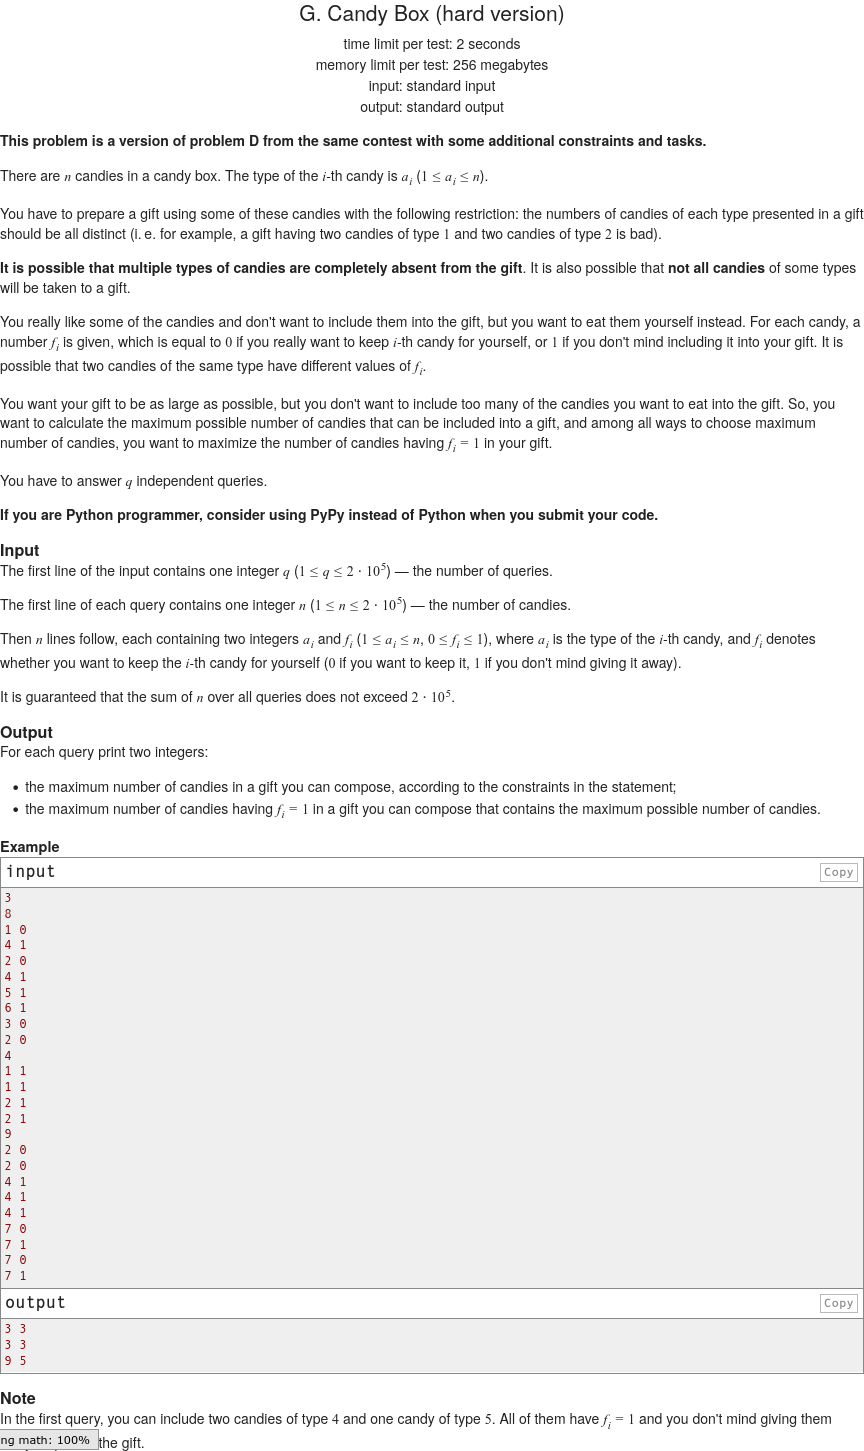 G. Candy Box (hard version)
time limit per test: 2 seconds
memory limit per test: 256 megabytes
input: standard input
output: standard output
This problem is a version of problem D from the same contest with some additional constraints and tasks.
There are n candies in a candy box. The type of the i-th candy is a_i (1 ≤ a_i ≤ n).
You have to prepare a gift using some of these candies with the following restriction: the numbers of candies of each type presented in a gift
should be all distinct (i. e. for example, a gift having two candies of type 1 and two candies of type 2 is bad).
It is possible that multiple types of candies are completely absent from the gift. It is also possible that not all candies of some types
will be taken to a gift.
You really like some of the candies and don't want to include them into the gift, but you want to eat them yourself instead. For each candy, a
number f_i is given, which is equal to 0 if you really want to keep i-th candy for yourself, or 1 if you don't mind including it into your gift. It is
possible that two candies of the same type have different values of f_i.
You want your gift to be as large as possible, but you don't want to include too many of the candies you want to eat into the gift. So, you
want to calculate the maximum possible number of candies that can be included into a gift, and among all ways to choose maximum
number of candies, you want to maximize the number of candies having f_i = 1 in your gift.
You have to answer q independent queries.
If you are Python programmer, consider using PyPy instead of Python when you submit your code.
Input
The first line of the input contains one integer q (1 ≤ q ≤ 2 · 10^5) — the number of queries.
The first line of each query contains one integer n (1 ≤ n ≤ 2 · 10^5) — the number of candies.
Then n lines follow, each containing two integers a_i and f_i (1 ≤ a_i ≤ n, 0 ≤ f_i ≤ 1), where a_i is the type of the i-th candy, and f_i denotes
whether you want to keep the i-th candy for yourself (0 if you want to keep it, 1 if you don't mind giving it away).
It is guaranteed that the sum of n over all queries does not exceed 2 · 10^5.
Output
For each query print two integers:
• the maximum number of candies in a gift you can compose, according to the constraints in the statement;
• the maximum number of candies having f_i = 1 in a gift you can compose that contains the maximum possible number of candies.
Example
input Copy
3
8
1 0
4 1
2 0
4 1
5 1
6 1
3 0
2 0
4
1 1
1 1
2 1
2 1
9
2 0
2 0
4 1
4 1
4 1
7 0
7 1
7 0
7 1
output Copy
3 3
3 3
9 5
Note
In the first query, you can include two candies of type 4 and one candy of type 5. All of them have f_i = 1 and you don't mind giving them
ng math: 100% the gift.